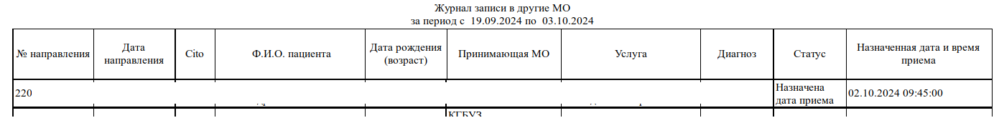 Журнал записи в другие МО
за период с 19.09.2024 по 03.10.2024
№ направления
Дата
направления
Cito
Ф.И.О. пациента
Дата рождения
(возраст)
Принимающая МО
Услуга
Диагноз
Статус
Назначенная дата и время
приема
220
Назначена
дата приема
02.10.2024 09:45:00
КГБУЗ